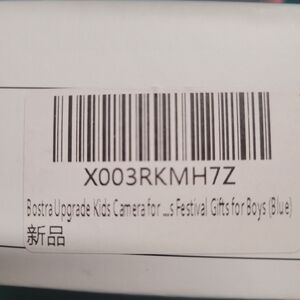 X003RKMH7Z
Bostra Upgrade Kids Camera for ...s Festival Gifts for Boys (Blue)
新品